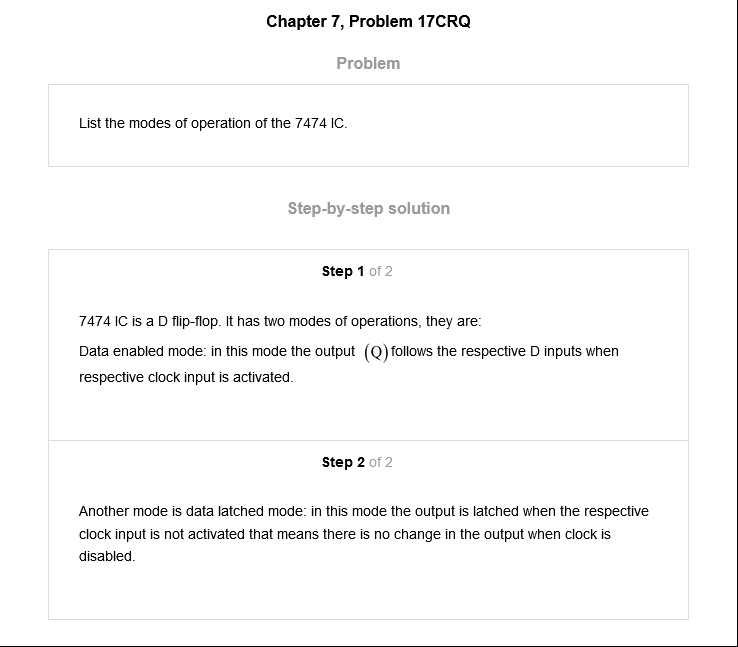 Chapter 7, Problem 17CRQ
Problem
List the modes of operation of the 7474 IC.
Step-by-step solution
Step 1 of 2
7474 IC is a D flip-flop. It has two modes of operations, they are:
Data enabled mode: in this mode the output (Q) follows the respective D inputs when
respective clock input is activated.
Step 2 of 2
Another mode is data latched mode: in this mode the output is latched when the respective
clock input is not activated that means there is no change in the output when clock is
disabled.